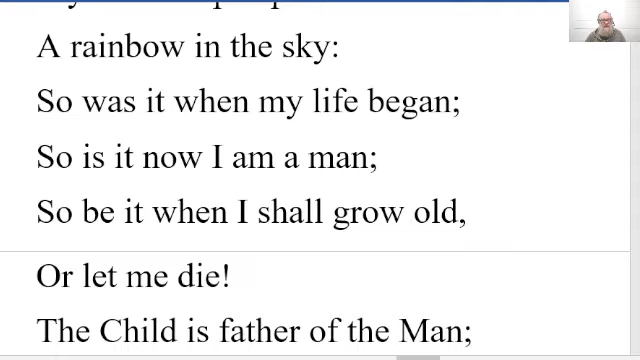 A rainbow in the sky:
So was it when my life began;
So is it now I am a man;
So be it when I shall grow old,
Or let me die!
The Child is father of the Man;